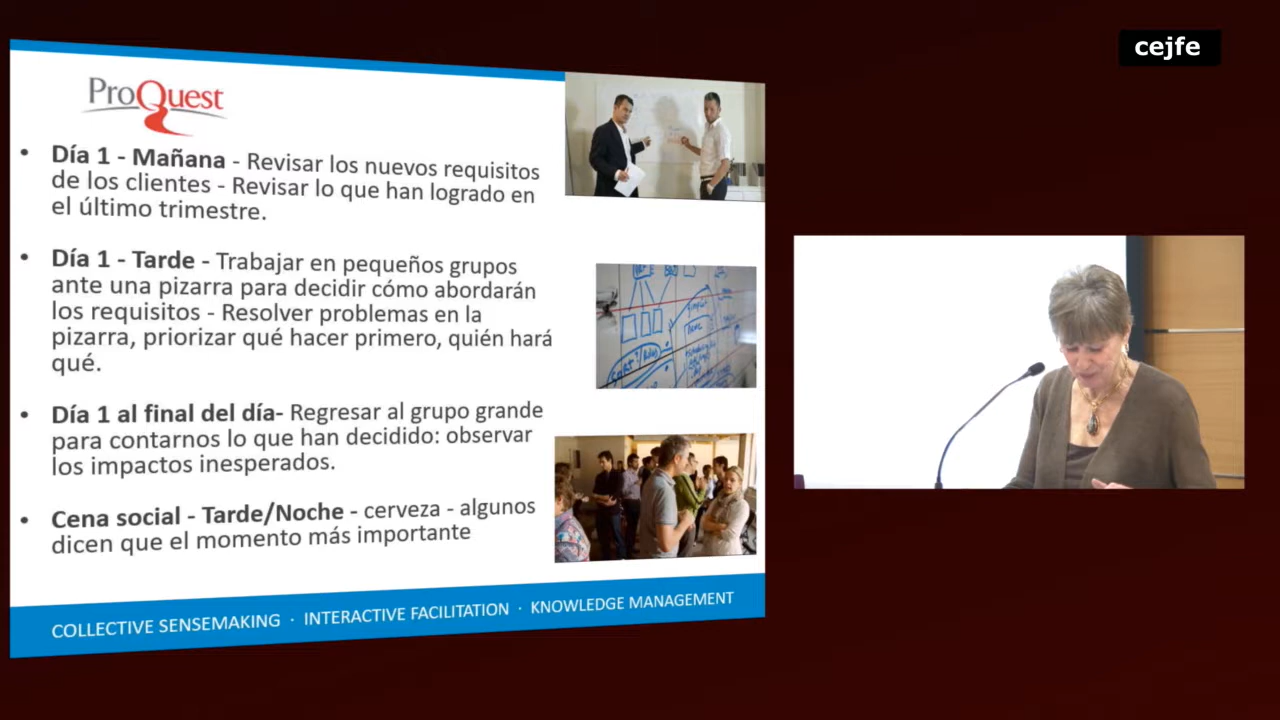 cejfe
ProQuest
• Día 1 - Mañana - Revisar los nuevos requisitos
de los clientes - Revisar lo que han logrado en
el último trimestre.
• Día 1 - Tarde - Trabajar en pequeños grupos
ante una pizarra para decidir cómo abordarán
los requisitos - Resolver problemas en la
pizarra, priorizar qué hacer primero, quién hará
qué.
• Día 1 al final del día- Regresar al grupo grande
para contarnos lo que han decidido: observar
los impactos inesperados.
• Cena social - Tarde/Noche - cerveza - algunos
dicen que el momento más importante
COLLECTIVE SENSEMAKING · INTERACTIVE FACILITATION · KNOWLEDGE MANAGEMENT